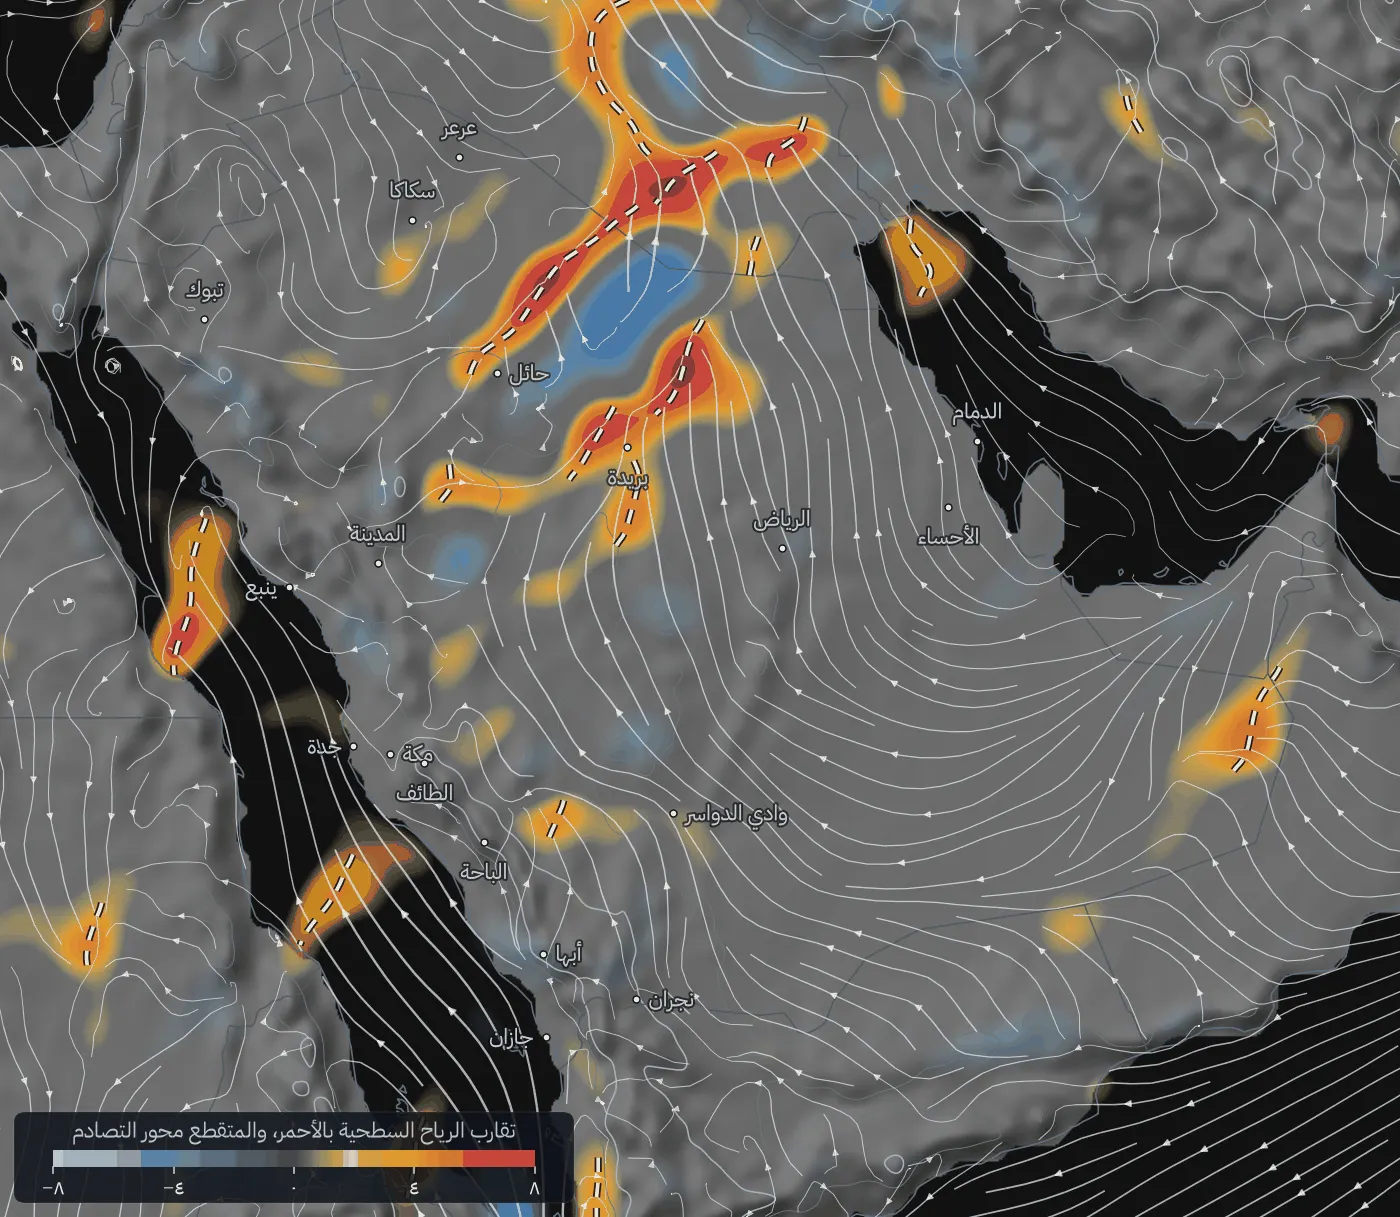 عرعر
سكاكا
تبوك
حائل
الدمام
بريدة
الرياض
الأحساء
المدينة
ينبع
جدة
مكة
الطائف
وادي الدواسر
الباحة
أبها
نجران
جازان
تقارب الرياح السطحية بالأحمر، والمتقطع محور التصادم
−٨ −٤ ٠ ٤ ٨